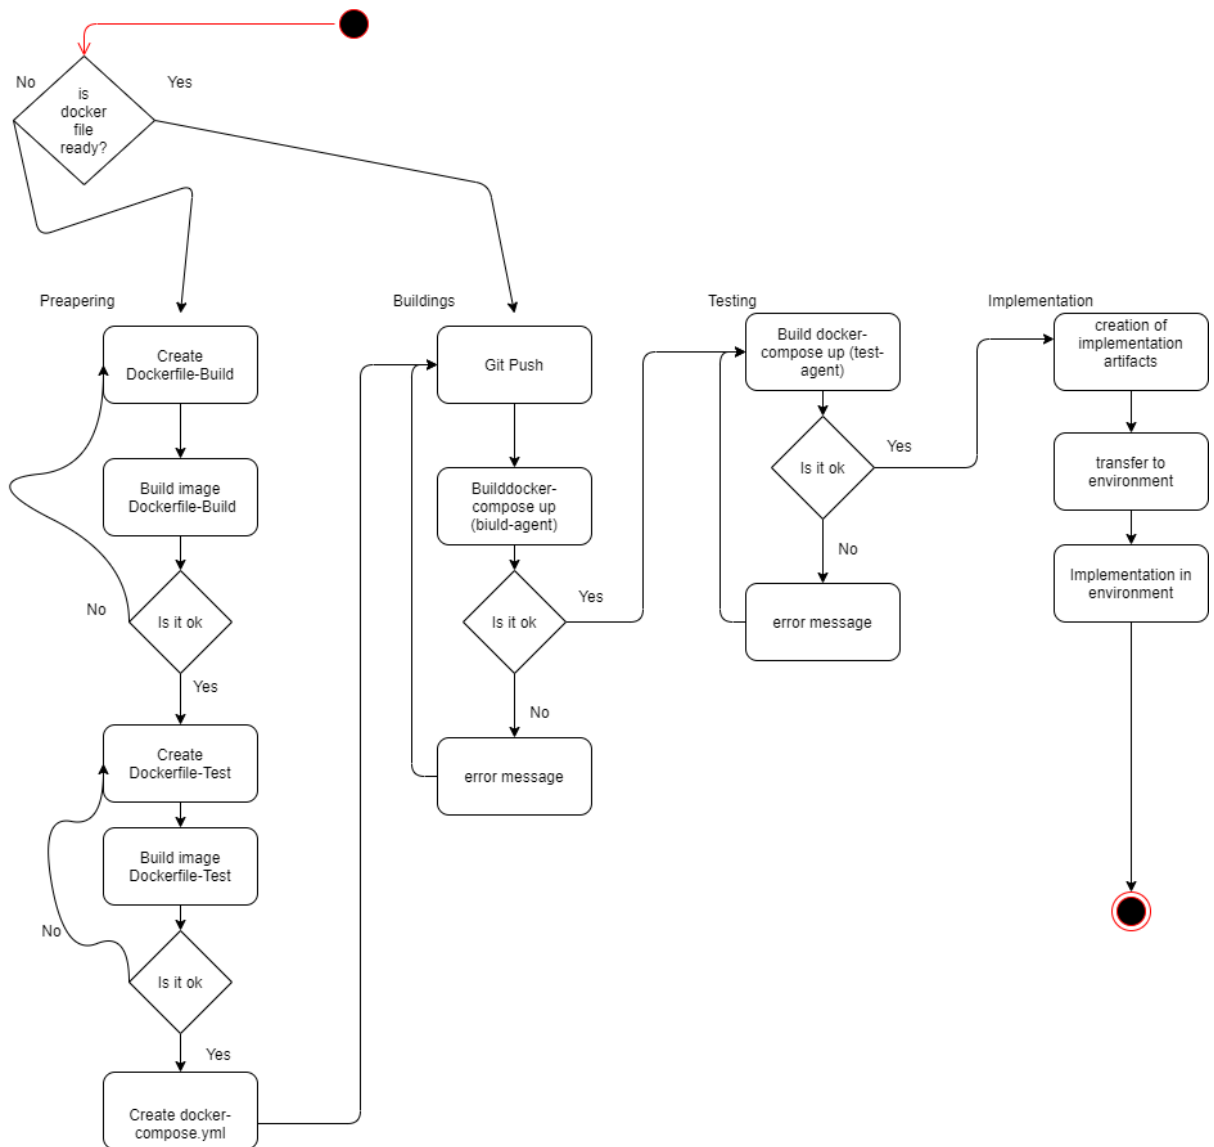 No
Yes
is
docker
file
ready?
Preapering
Create
Dockerfile-Build
Build image
Dockerfile-Build
No
Is it ok
Yes
Create
Dockerfile-Test
Build image
Dockerfile-Test
No
Is it ok
Yes
Create docker-
compose.yml
Buildings
Git Push
Builddocker-
compose up
(biuld-agent)
Yes
Is it ok
No
error message
Testing
Build docker-
compose up (test-
agent)
Yes
Is it ok
No
error message
Implementation
creation of
implementation
artifacts
transfer to
environment
Implementation in
environment